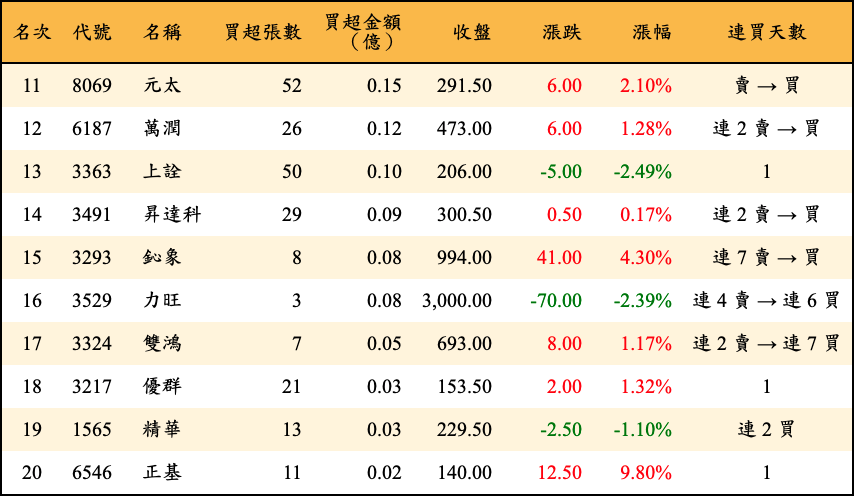 名次 代號 名稱 買超張數 買超金額（億） 收盤 漲跌 漲幅 連買天數
11 8069 元太 52 0.15 291.50 6.00 2.10% 賣 → 買
12 6187 萬潤 26 0.12 473.00 6.00 1.28% 連 2 賣 → 買
13 3363 上詮 50 0.10 206.00 -5.00 -2.49% 1
14 3491 昇達科 29 0.09 300.50 0.50 0.17% 連 2 賣 → 買
15 3293 鈊象 8 0.08 994.00 41.00 4.30% 連 7 賣 → 買
16 3529 力旺 3 0.08 3,000.00 -70.00 -2.39% 連 4 賣 → 連 6 買
17 3324 雙鴻 7 0.05 693.00 8.00 1.17% 連 2 賣 → 連 7 買
18 3217 優群 21 0.03 153.50 2.00 1.32% 1
19 1565 精華 13 0.03 229.50 -2.50 -1.10% 連 2 買
20 6546 正基 11 0.02 140.00 12.50 9.80% 1